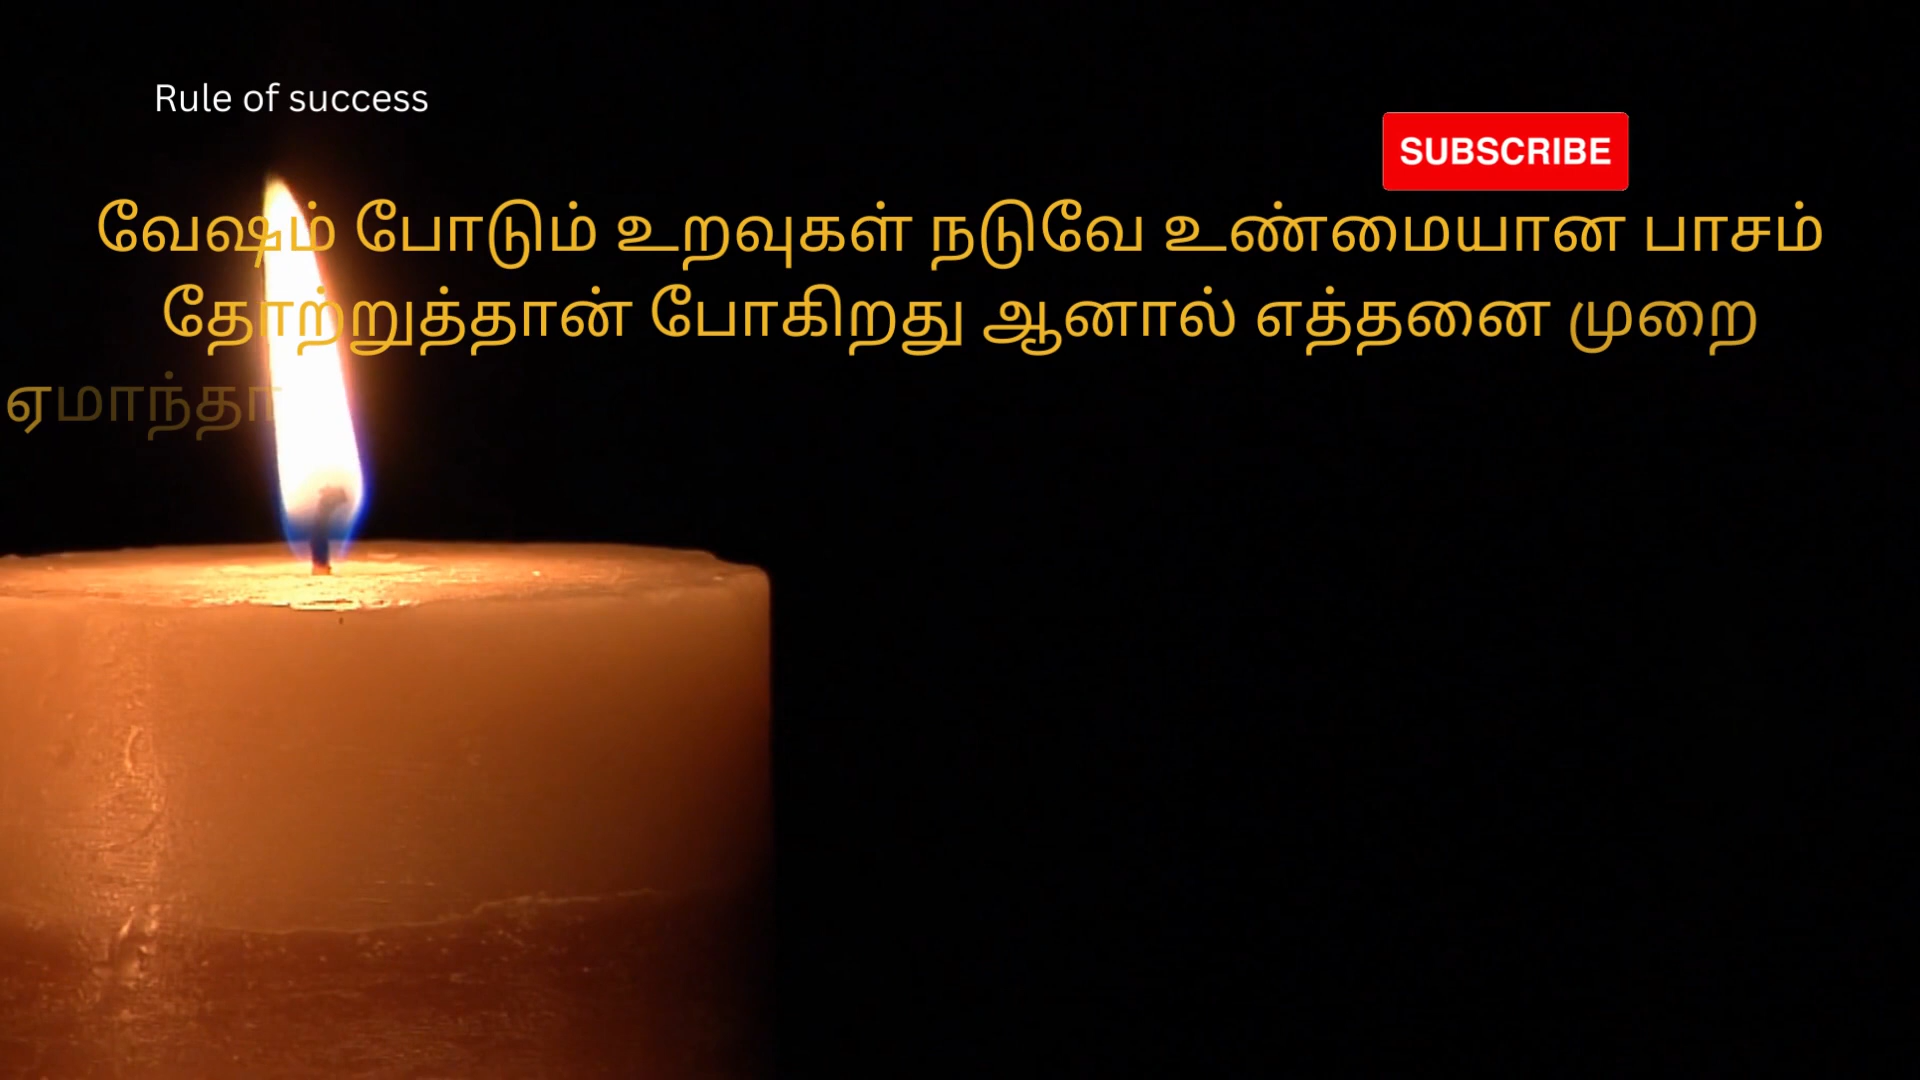 Rule of success
SUBSCRIBE
வேஷம் போடும் உறவுகள் நடுவே உண்மையான பாசம்
தோற்றுத்தான் போகிறது ஆனால் எத்தனை முறை
ஏமாந்தா